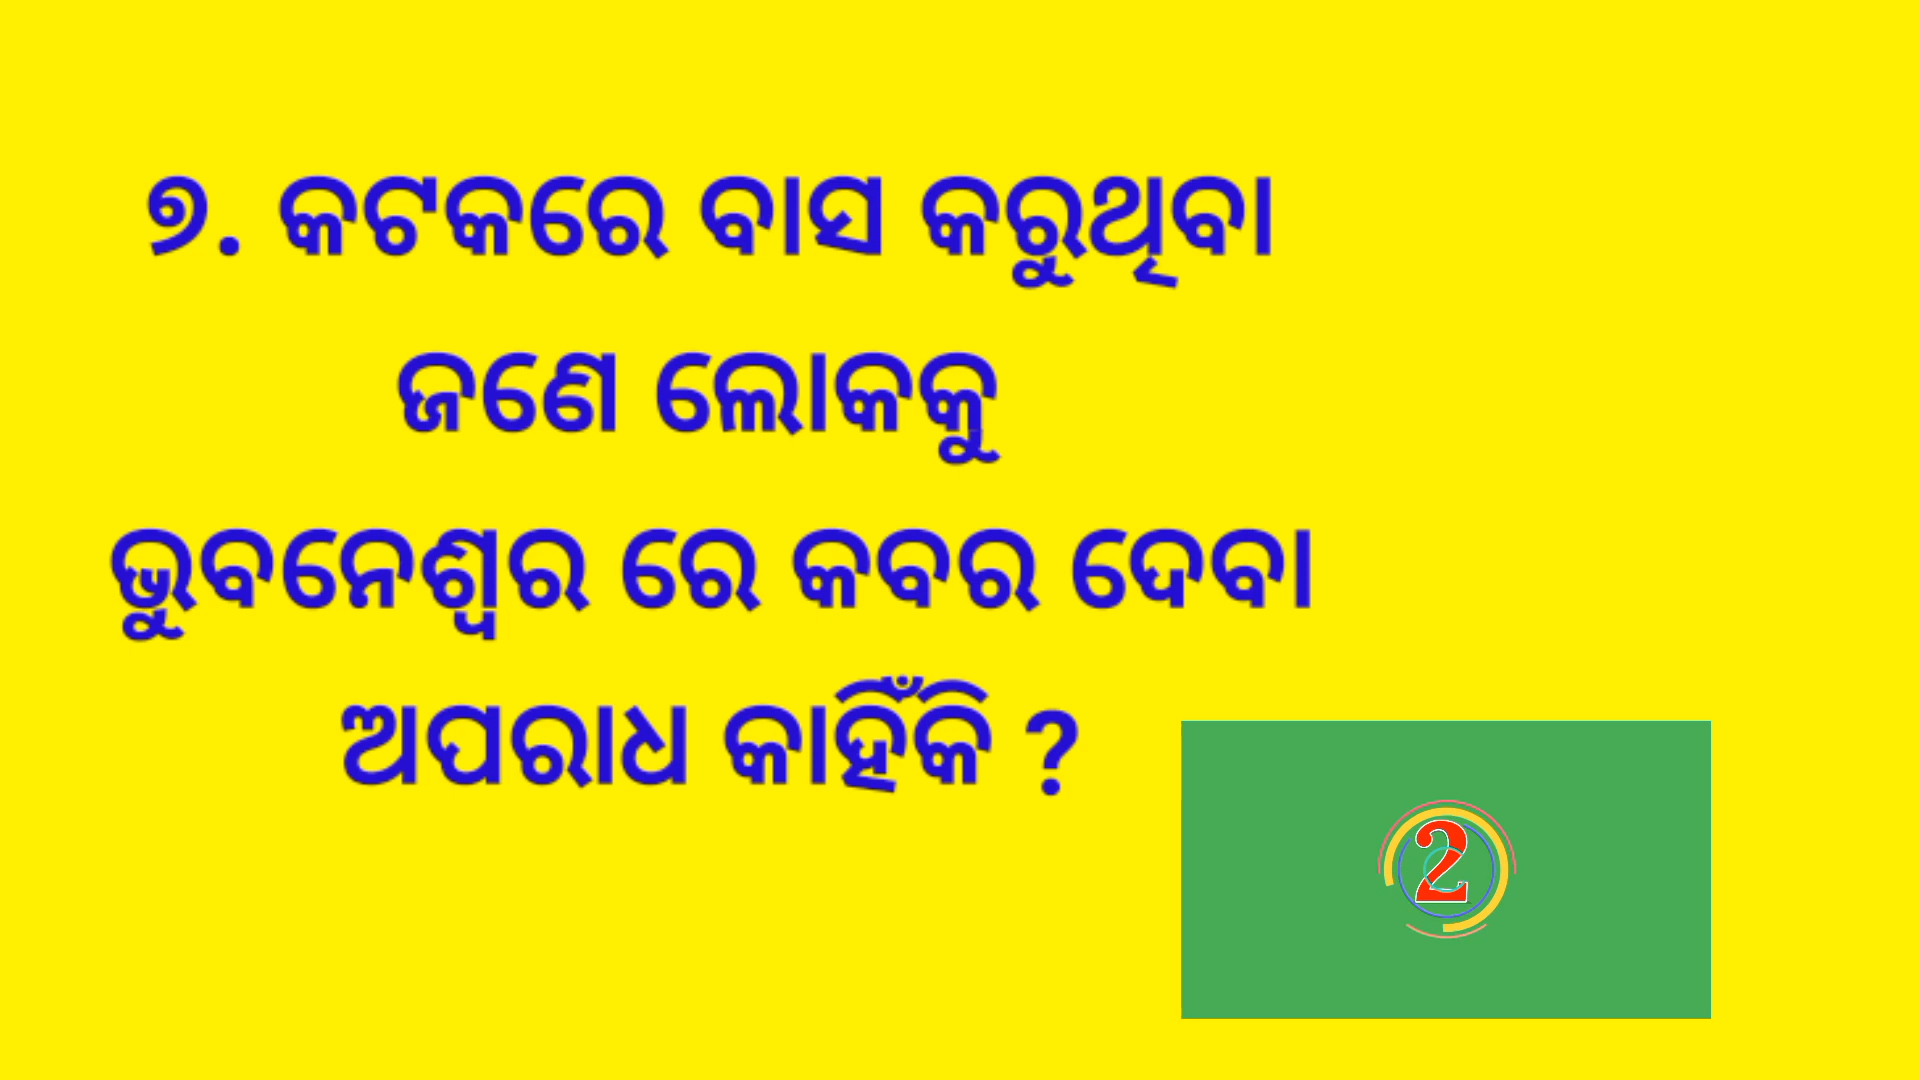 ୭. କଟକରେ ବାସ କରୁଥିବା
ଜଣେ ଲୋକକୁ
ଭୁବନେଶ୍ୱର ରେ କବର ଦେବା
ଅପରାଧ କାହିଁକି ?
2